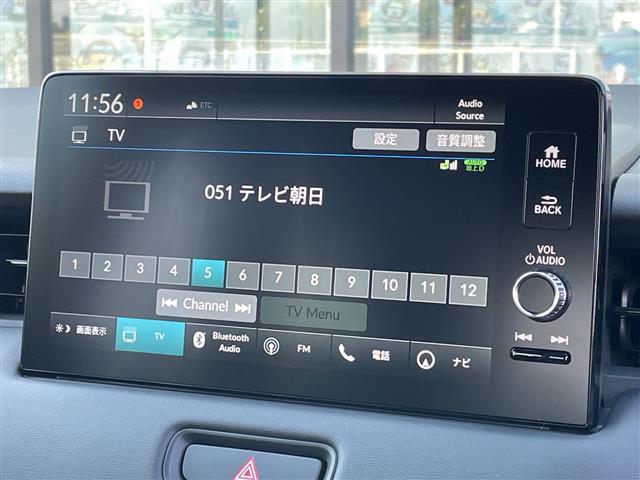 11:56
ETC
Audio Source
TV
設定
音質調整
AUTO
地上D
051 テレビ朝日
1 2 3 4 5 6 7 8 9 10 11 12
Channel
TV Menu
画面表示
TV
Bluetooth Audio
FM
電話
ナビ
HOME
BACK
VOL
AUDIO